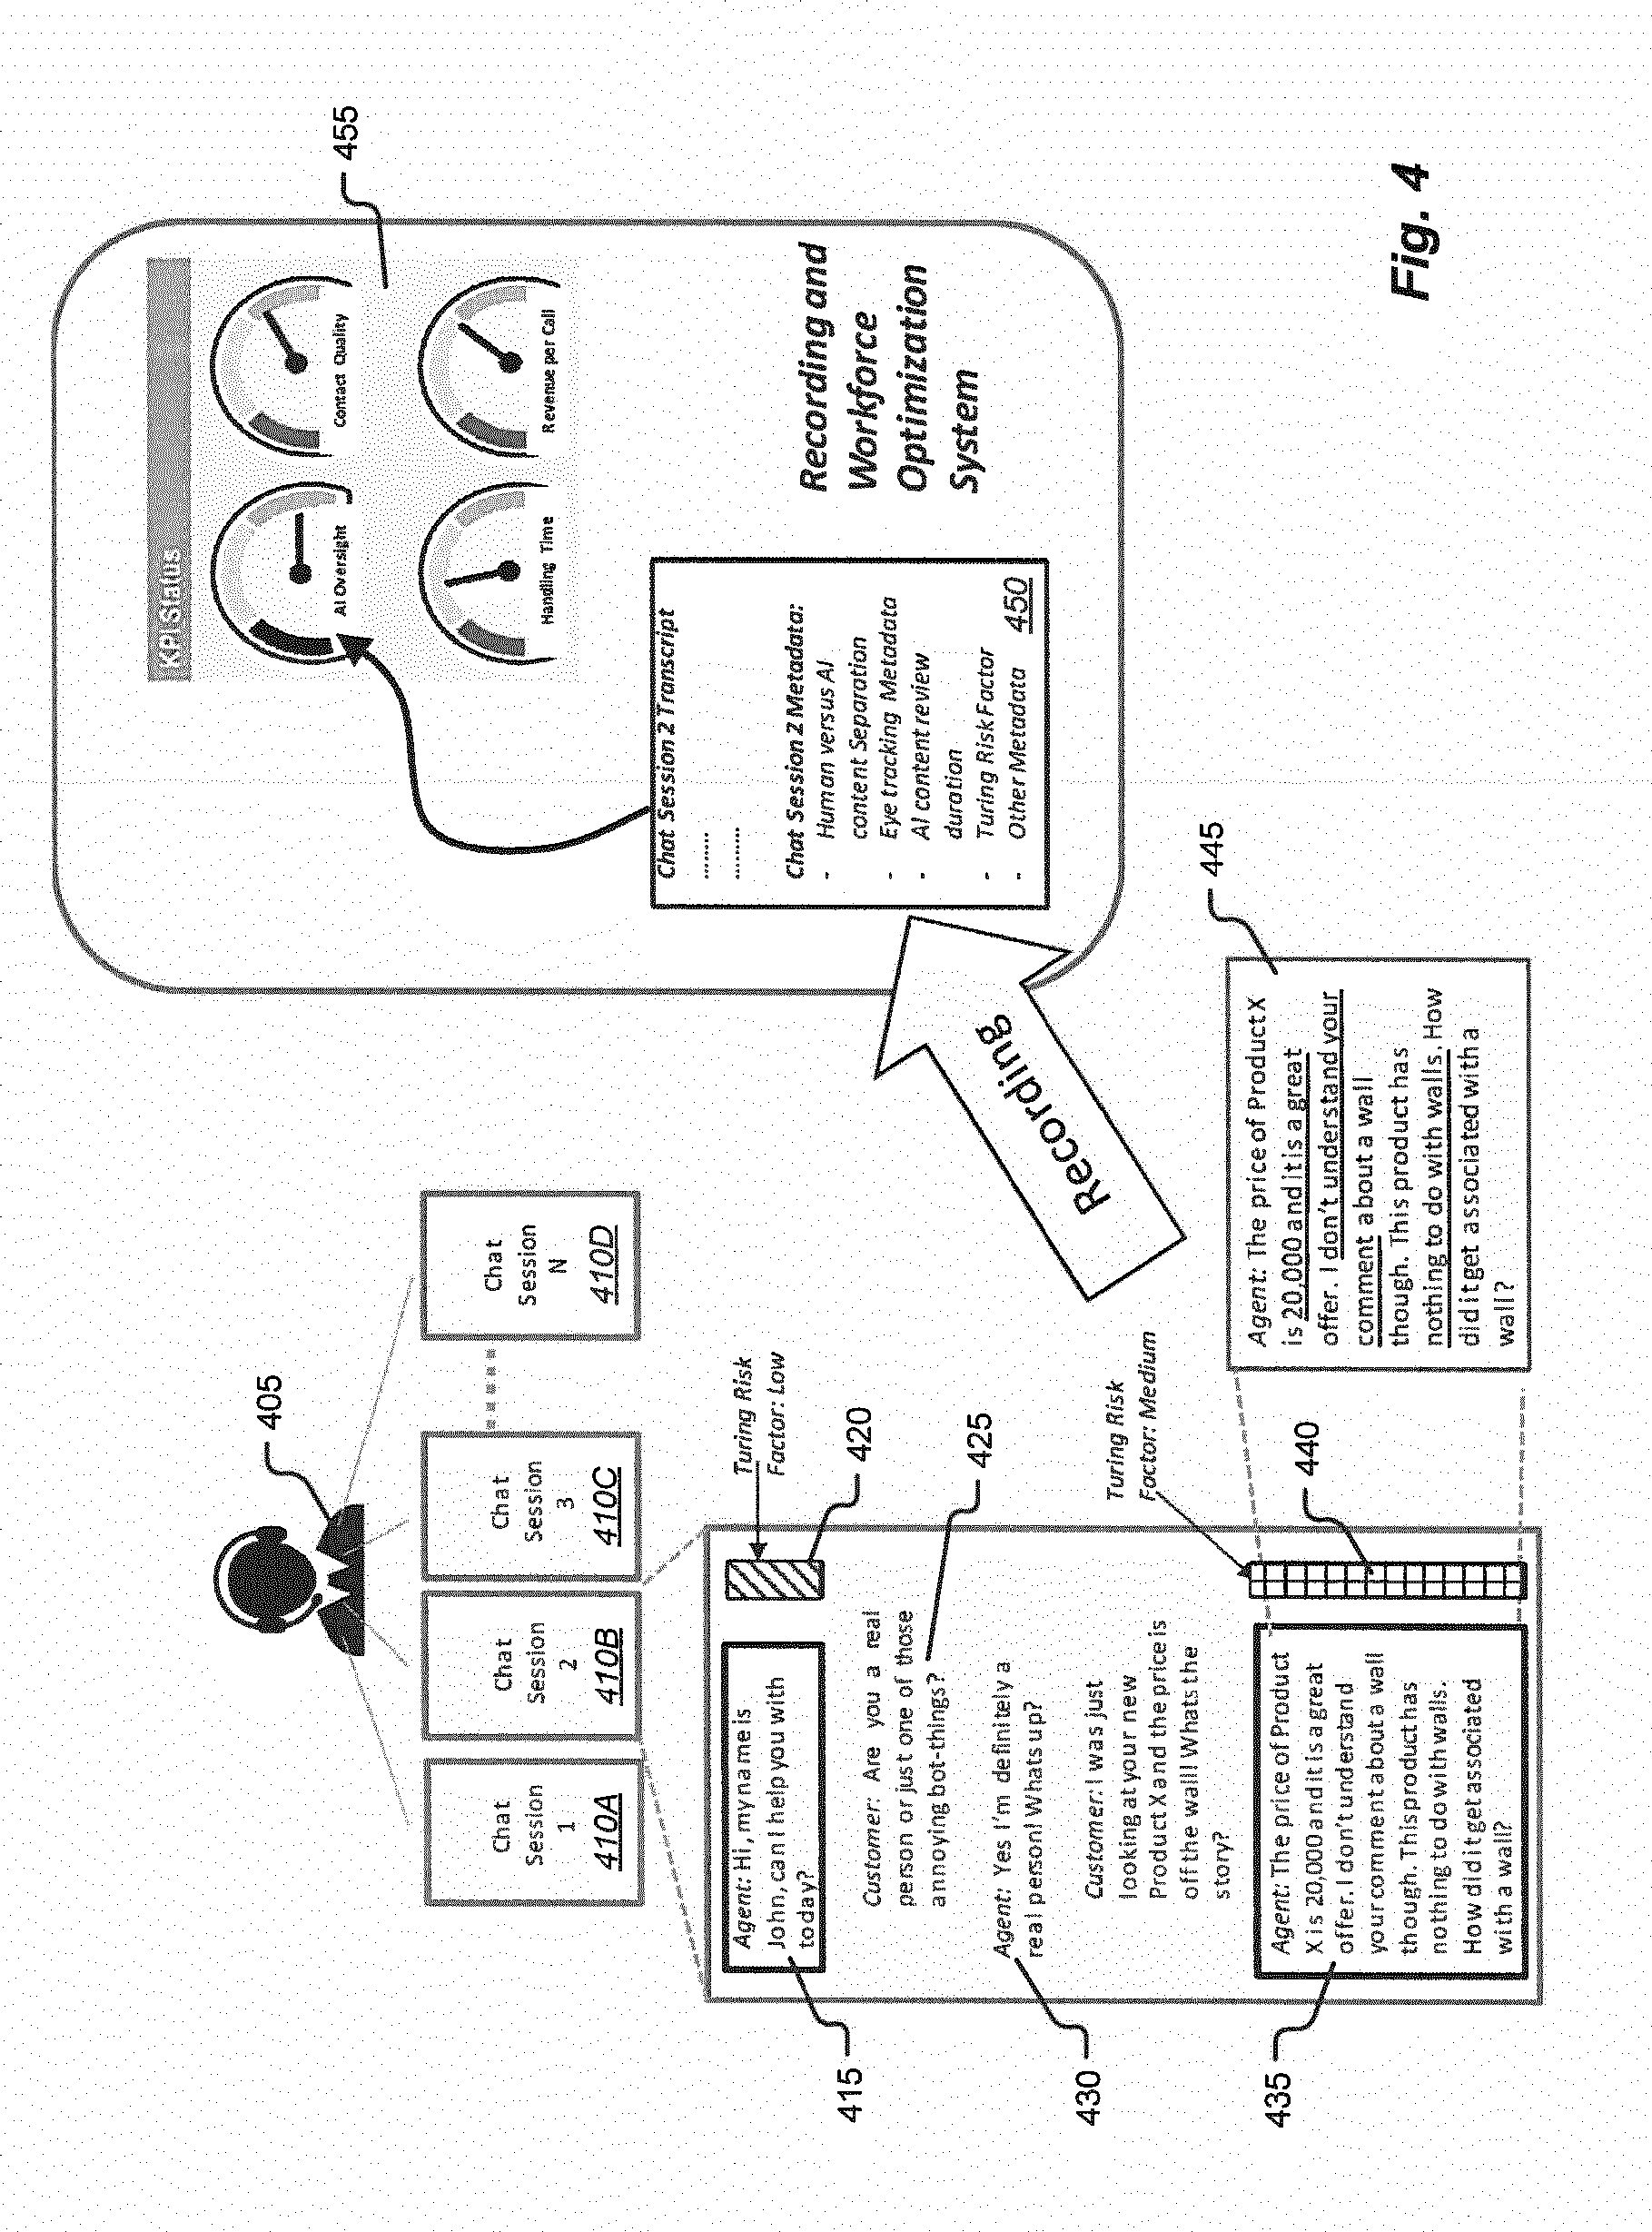 405
Chat
Session
1
410A
Chat
Session
2
410B
Chat
Session
3
410C
Chat
Session
N
410D
415
Agent: Hi, my name is
John, can I help you with
today?
Turing Risk
Factor: Low
420
Customer: Are you a real
person or just one of those
annoying bot-things?
425
Agent: Yes I'm definitely a
real person! Whats up?
430
Customer: I was just
looking at your new
Product X and the price is
off the wall! Whats the
story?
Turing Risk
Factor: Medium
435
Agent: The price of Product
X is 20,000 and it is a great
offer. I don't understand
your comment about a wall
though. This product has
nothing to do with walls.
How did it get associated
with a wall?
440
445
Agent: The price of Product X
is 20,000 and it is a great
offer. I don't understand your
comment about a wall
though. This product has
nothing to do with walls. How
did it get associated with a
wall?
Recording
KPI Status
AI Oversight
Contact Quality
Handling Time
Revenue per Call
455
Chat Session 2 Transcript
........
.........
Chat Session 2 Metadata:
- Human versus AI
content Separation
- Eye tracking Metadata
- AI content review
duration
- Turing Risk Factor
- Other Metadata
450
Recording and
Workforce
Optimization
System
Fig. 4